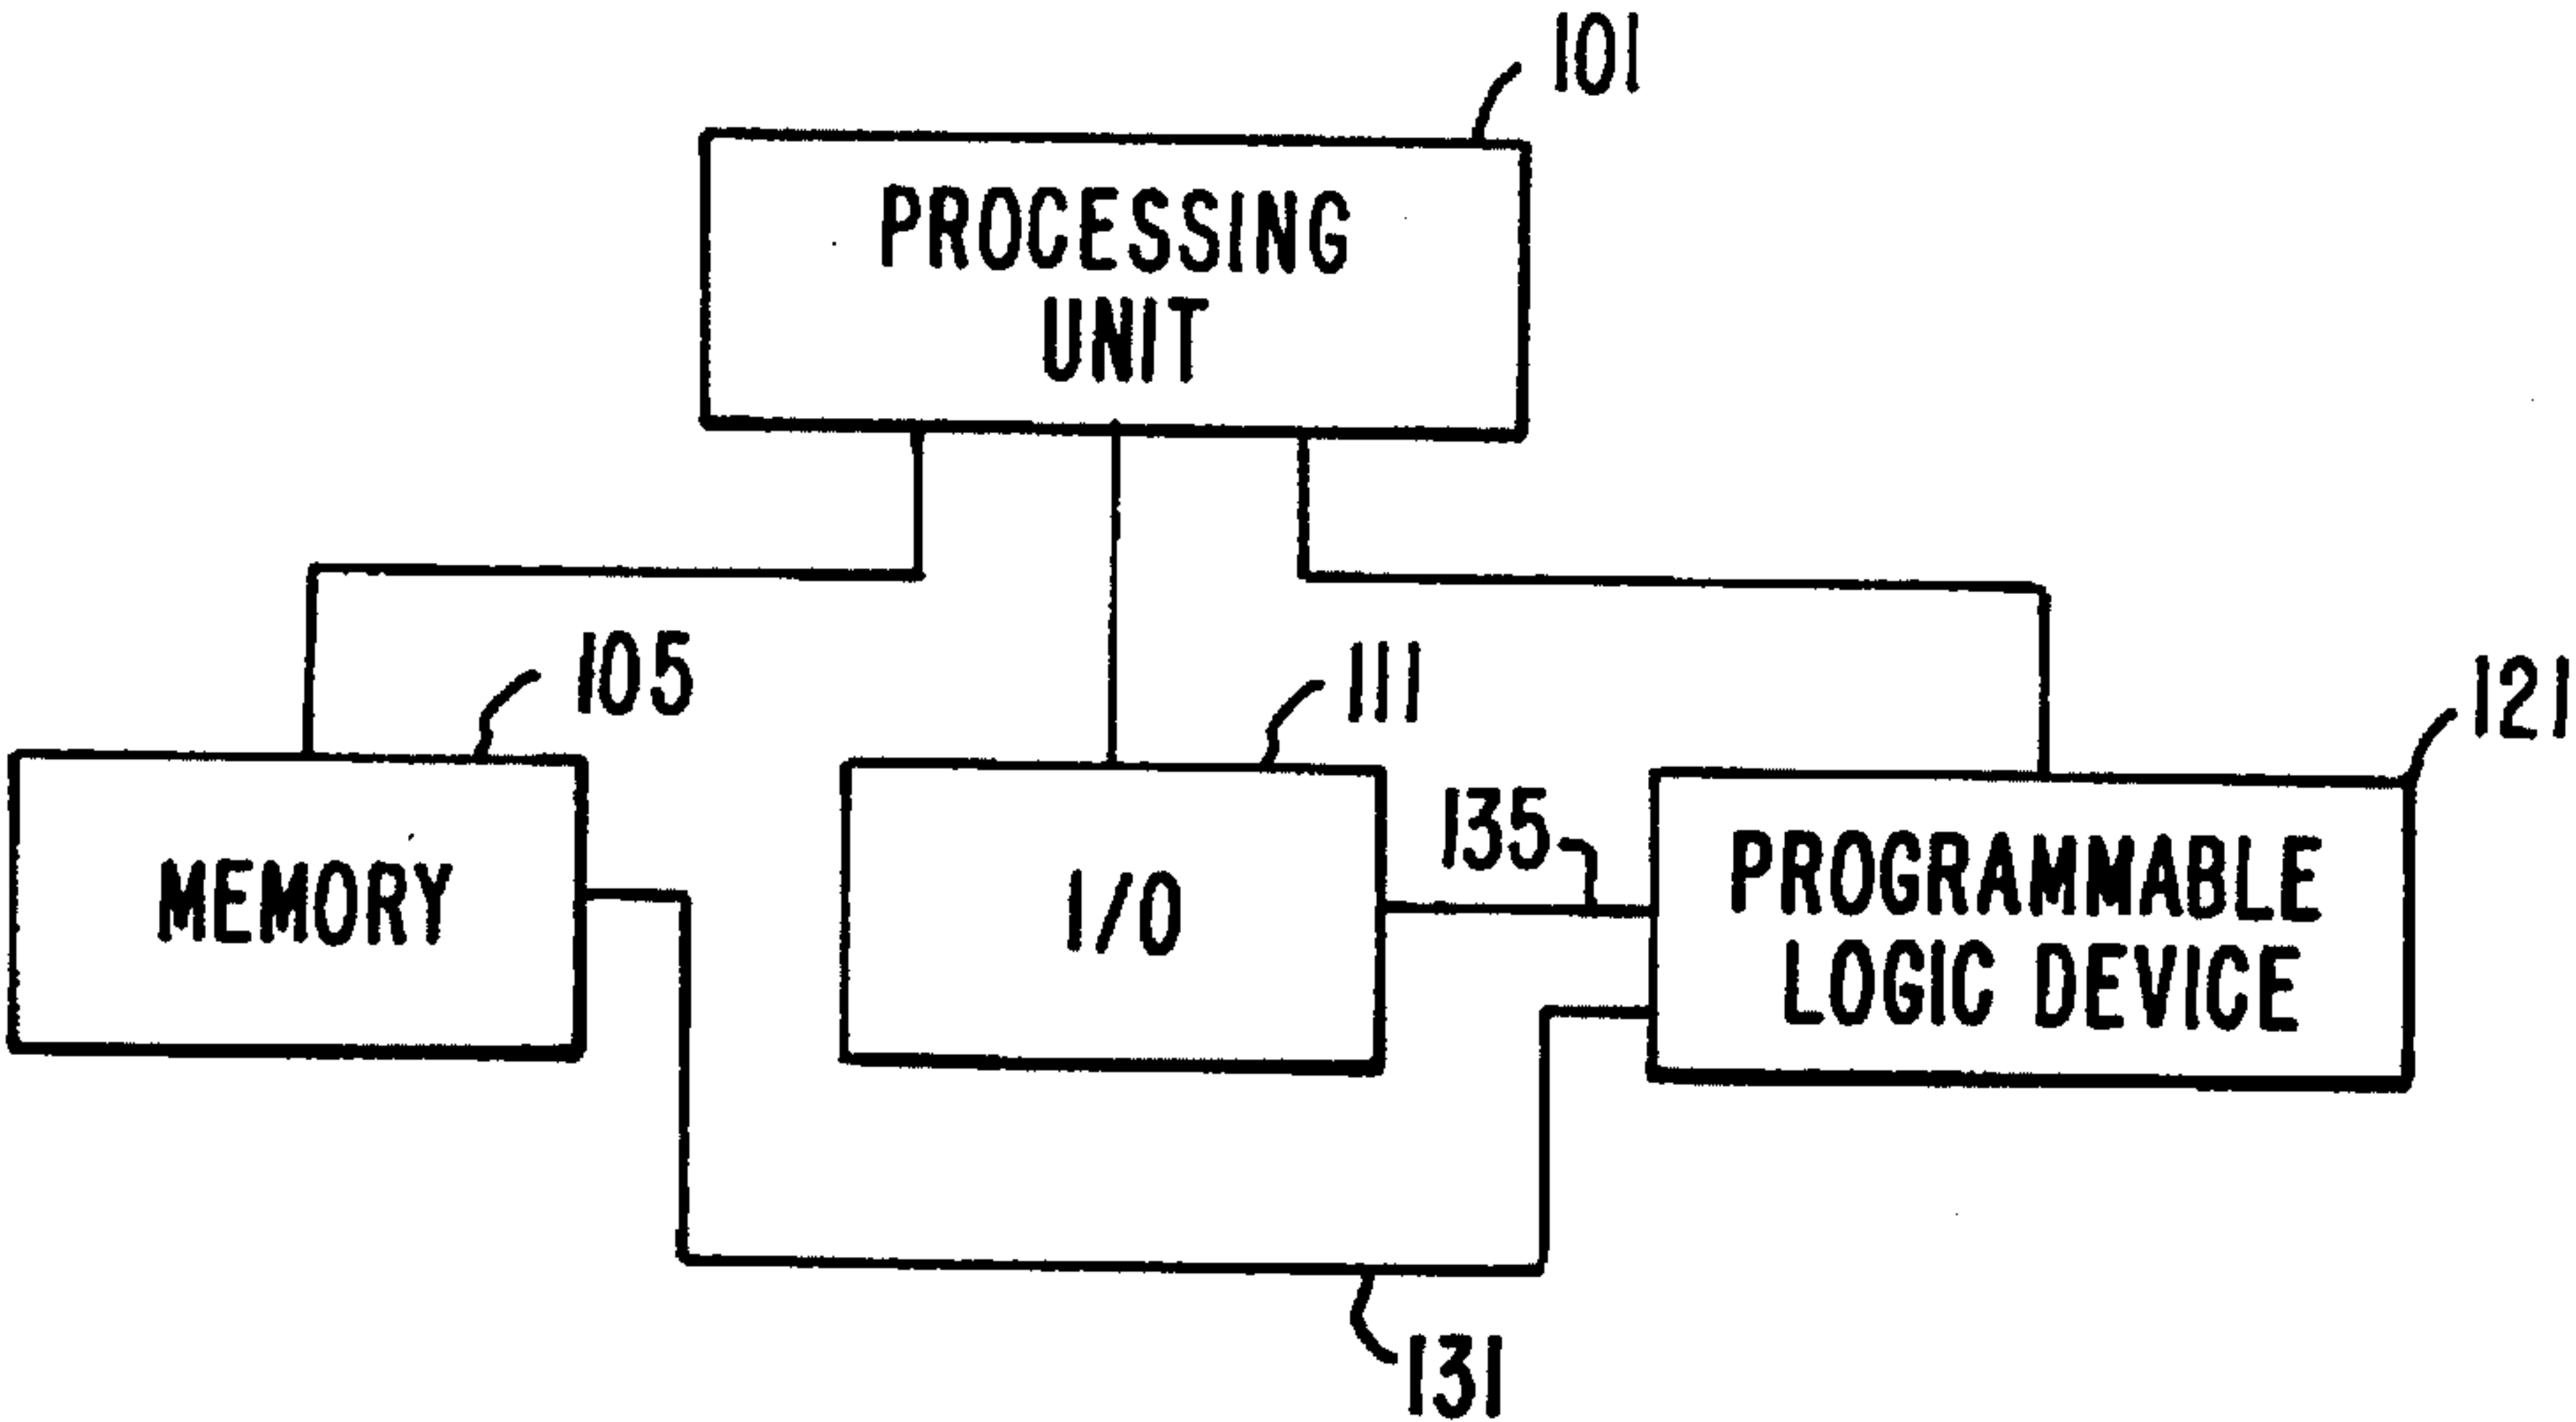 101
PROCESSING
UNIT
105
111
121
135
MEMORY
I/O
PROGRAMMABLE
LOGIC DEVICE
131